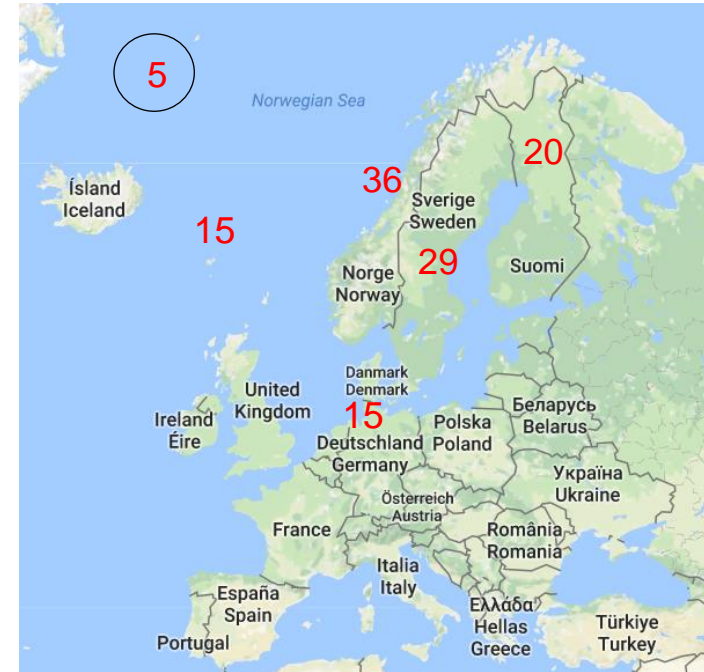 5
Norwegian Sea
20
36
Ísland
Iceland
Sverige
Sweden
15
29
Suomi
Norge
Norway
Danmark
Denmark
United
Kingdom
15
Беларусь
Belarus
Ireland
Éire
Polska
Poland
Deutschland
Germany
Україна
Ukraine
Österreich
Austria
France
România
Romania
Italia
Italy
España
Spain
Ελλάδα
Hellas
Greece
Türkiye
Turkey
Portugal